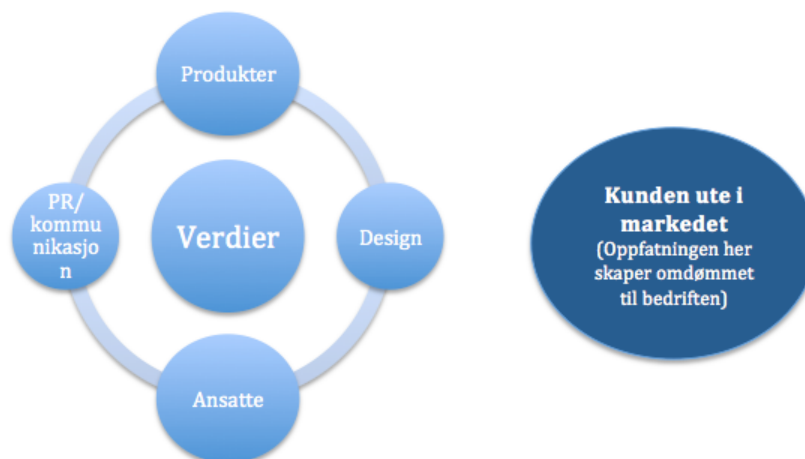 Produkter
PR/
kommu
nikasjo
n
Verdier
Design
Ansatte
Kunden ute i
markedet
(Oppfatningen her
skaper omdømmet
til bedriften)